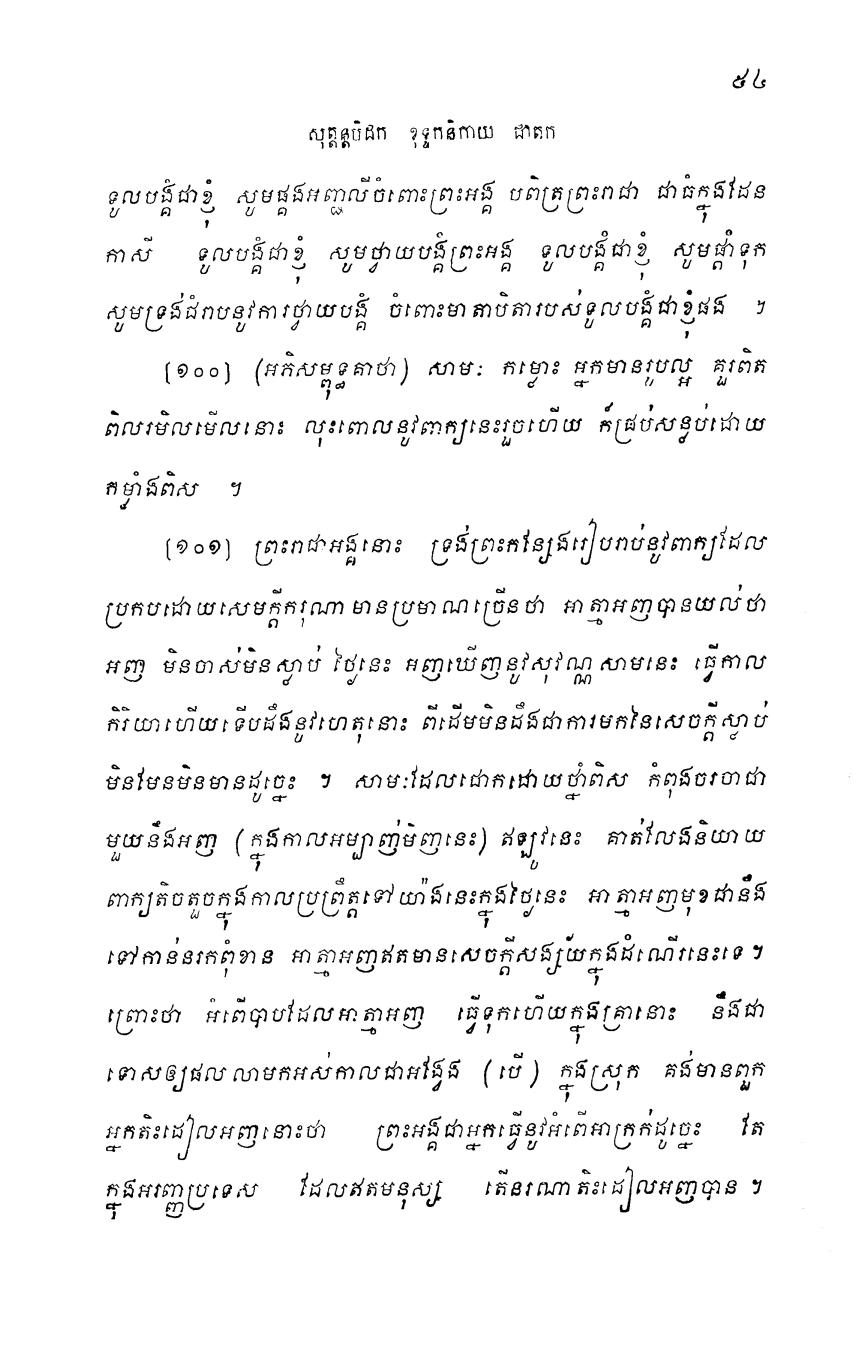 ៥៤
សុត្តន្តបិដក ខុទ្ទកនិកាយ ជាតក
ទូលបង្គំជាខ្ញុំ សូមផ្គងអញ្ជលីចំពោះព្រះអង្គ បពិត្រព្រះរាជា ជាធំក្នុងដែន
កាសី ទូលបង្គំជាខ្ញុំ សូមថ្វាយបង្គំព្រះអង្គ ទូលបង្គំជាខ្ញុំ សូមផ្តាំទុក
សូមទ្រង់ជំរាបនូវការថ្វាយបង្គំ ចំពោះមាតាបិតារបស់ទូលបង្គំជាខ្ញុំផង ។
[១០០] (អភិសម្ពុទ្ធគាថា) សាមៈ កម្លោះ អ្នកមានរូបល្អ គួរពិត
ពិលរមិលមើលនោះ លុះពោលនូវពាក្យនេះរួចហើយ ក៏ជ្រប់សន្លប់ដោយ
កម្លាំងពិស ។
[១០១] ព្រះរាជាអង្គនោះ ទ្រង់ព្រះកន្សែងរៀបរាប់នូវពាក្យដែល
ប្រកបដោយសេមក្តីករុណា មានប្រមាណច្រើនថា អាត្មាអញបានយល់ថា
អញ មិនចាស់មិនស្លាប់ ថ្ងៃនេះ អញឃើញនូវសុវណ្ណសាមនេះ ធ្វើកាល
កិរិយាហើយទើបដឹងនូវហេតុនោះ ពីដើមមិនដឹងជាការមកនៃសេចក្តីស្លាប់
មិនមែនមិនមានដូច្នេះ ។ សាមៈដែលជោកដោយថ្នាំពិស កំពុងចរចាជា
មួយនឹងអញ (ក្នុងកាលអម្បាញ់មិញនេះ) ឥឡូវនេះ គាត់លែងនិយាយ
ពាក្យតិចតួចក្នុងកាលប្រព្រឹត្តទៅយ៉ាងនេះក្នុងថ្ងៃនេះ អាត្មាអញមុខជានឹង
ទៅកាន់នរកពុំខាន អាត្មាអញឥតមានសេចក្តីសង្ស័យក្នុងដំណើរនេះទេ ។
ព្រោះថា អំពើបាបដែលអាត្មាអញ ធ្វើទុកហើយក្នុងគ្រានោះ នឹងជា
ទោសឲ្យផលលាមកអស់កាលជាអង្វែង (បើ) ក្នុងស្រុក គង់មានពួក
អ្នកតិះដៀលអញនោះថា ព្រះអង្គជាអ្នកធ្វើនូវអំពើអាក្រក់ដូច្នេះ តែ
ក្នុងអរញ្ញប្រទេស ដែលឥតមនុស្ស តើនរណាតិះដៀលអញបាន ។